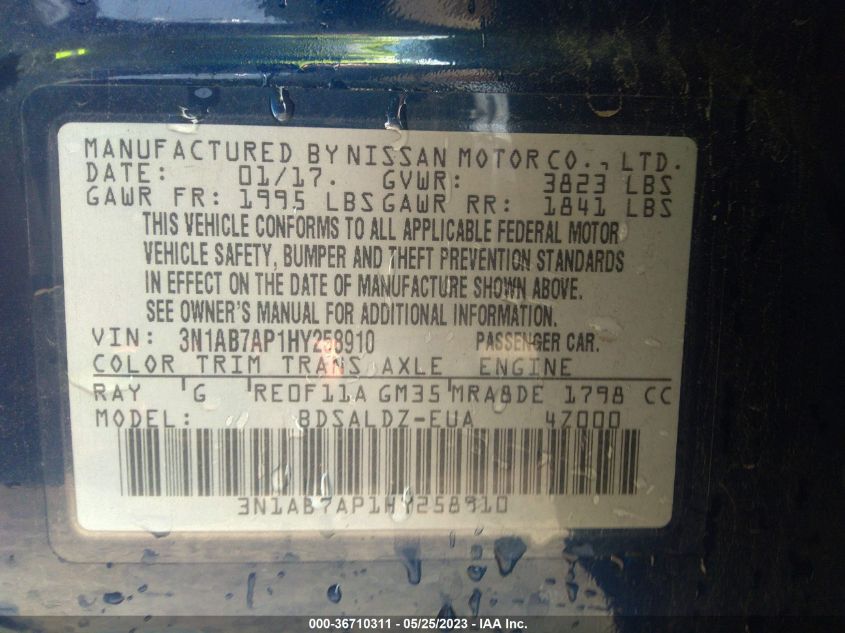 MANUFACTURED BY NISSAN MOTOR CO., LTD.
DATE: 01/17. GVWR: 3823 LBS
GAWR FR: 1995 LBS GAWR RR: 1841 LBS
THIS VEHICLE CONFORMS TO ALL APPLICABLE FEDERAL MOTOR
VEHICLE SAFETY, BUMPER AND THEFT PREVENTION STANDARDS
IN EFFECT ON THE DATE OF MANUFACTURE SHOWN ABOVE.
SEE OWNER'S MANUAL FOR ADDITIONAL INFORMATION.
VIN: 3N1AB7AP1HY258910 PASSENGER CAR.
COLOR TRIM TRANS AXLE ENGINE
RAY G RE0F11A GM35 MRA8DE 1798 CC
MODEL: BDSALDZ-EUA 47000
3N1AB7AP1HY258910
000-36710311 — 05/25/2023 — IAA Inc.